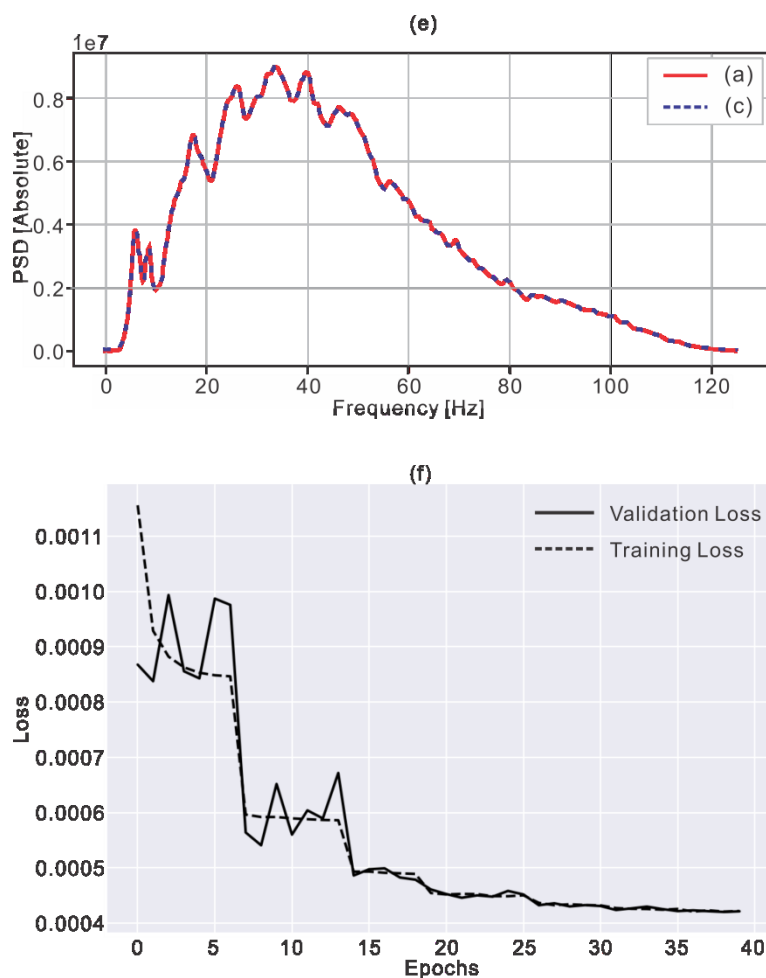 (e)
1e7
0.8
0.6
0.4
0.2
0.0
PSD [Absolute]
(a)
(c)
0 20 40 60 80 100 120
Frequency [Hz]
(f)
0.0011
0.0010
0.0009
0.0008
0.0007
0.0006
0.0005
0.0004
Loss
Validation Loss
Training Loss
0 5 10 15 20 25 30 35 40
Epochs